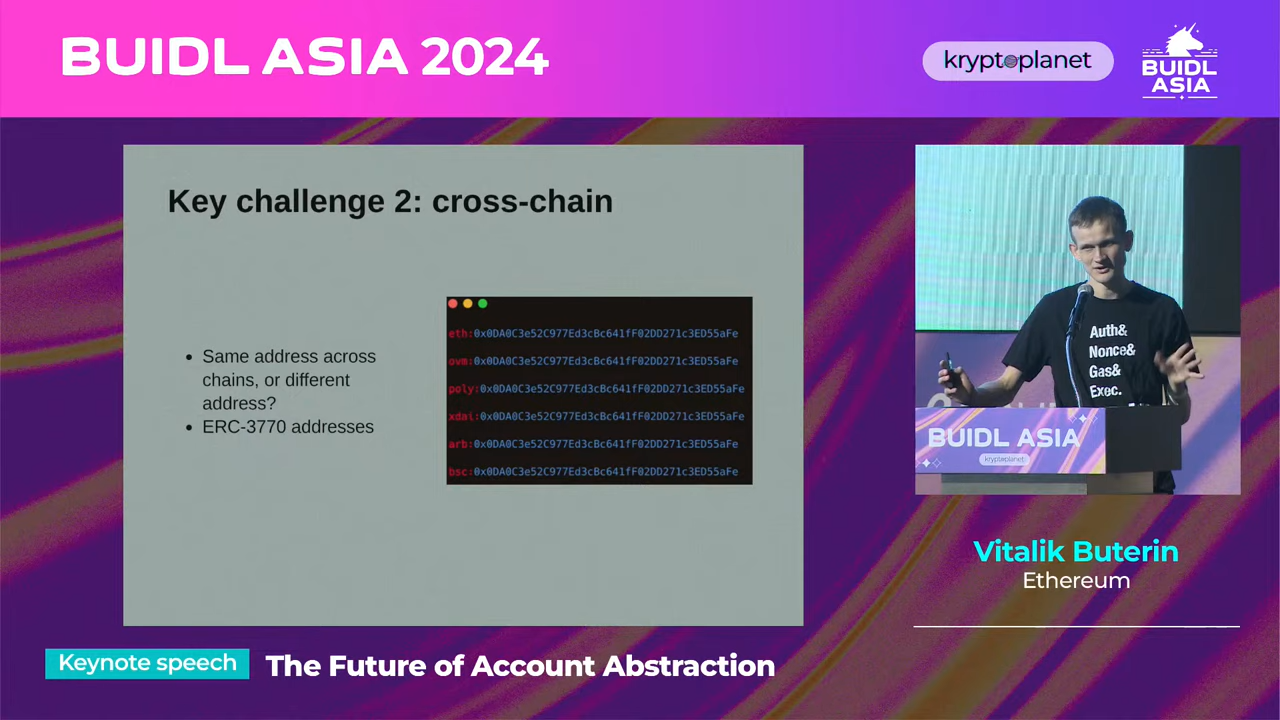 BUIDL ASIA 2024
kryptoplanet
BUIDL
ASIA
Key challenge 2: cross-chain
Same address across
chains, or different
address?
ERC-3770 addresses
eth:0x0DA0C3e52C977Ed3cBc641fF02DD271c3ED55aFe
ovm:0x0DA0C3e52C977Ed3cBc641fF02DD271c3ED55aFe
poly:0x0DA0C3e52C977Ed3cBc641fF02DD271c3ED55aFe
xdai:0x0DA0C3e52C977Ed3cBc641fF02DD271c3ED55aFe
arb:0x0DA0C3e52C977Ed3cBc641fF02DD271c3ED55aFe
bsc:0x0DA0C3e52C977Ed3cBc641fF02DD271c3ED55aFe
Auth&
Nonce&
Gas&
Exec.
BUIDL ASIA
kryptoplanet
Vitalik Buterin
Ethereum
Keynote speech
The Future of Account Abstraction